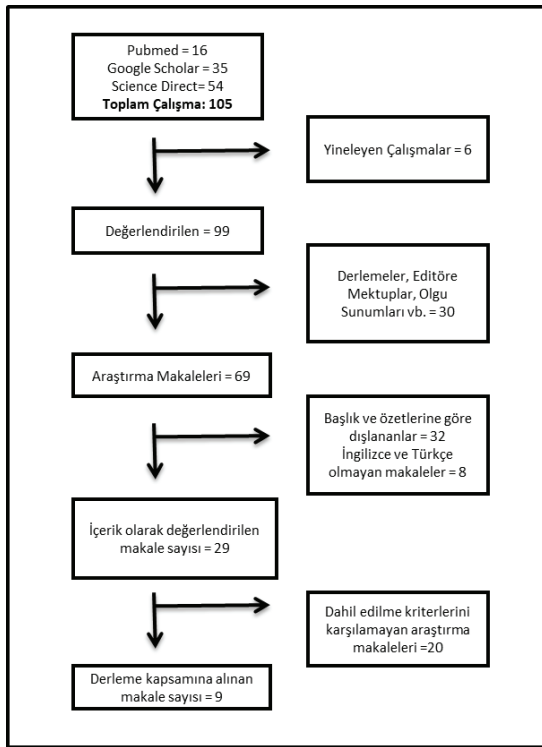 Pubmed = 16
Google Scholar = 35
Science Direct= 54
Toplam Çalışma: 105
Yineleyen Çalışmalar = 6
Değerlendirilen = 99
Derlemeler, Editöre
Mektuplar, Olgu
Sunumları vb. = 30
Araştırma Makaleleri = 69
Başlık ve özetlerine göre
dışlananlar = 32
İngilizce ve Türkçe
olmayan makaleler = 8
İçerik olarak değerlendirilen
makale sayısı = 29
Dahil edilme kriterlerini
karşılamayan araştırma
makaleleri =20
Derleme kapsamına alınan
makale sayısı = 9